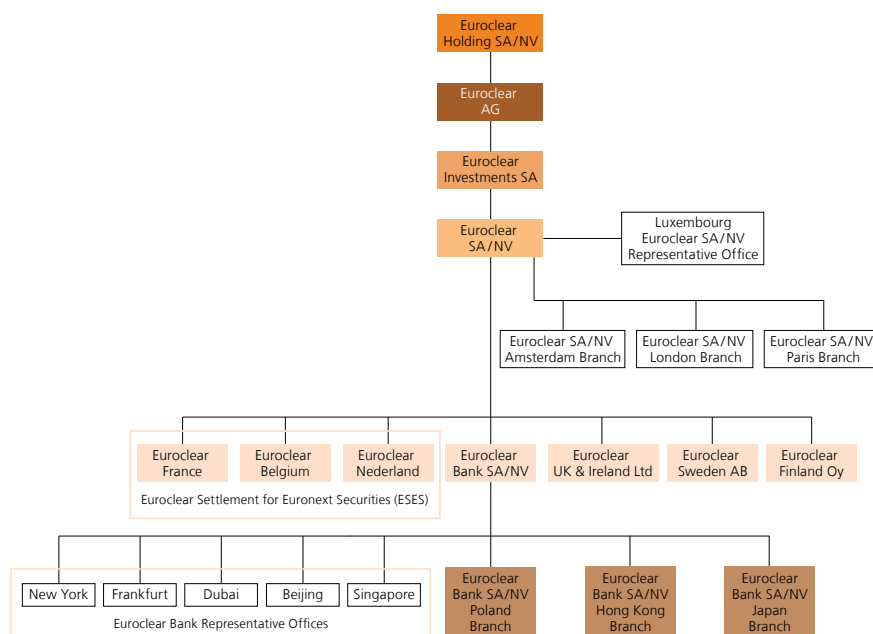 Euroclear
Holding SA/NV
Euroclear
AG
Euroclear
Investments SA
Euroclear
SA/NV
Luxembourg
Euroclear SA/NV
Representative Office
Euroclear SA/NV
Amsterdam Branch
Euroclear SA/NV
London Branch
Euroclear SA/NV
Paris Branch
Euroclear
France
Euroclear
Belgium
Euroclear
Nederland
Euroclear
Bank SA/NV
Euroclear
UK & Ireland Ltd
Euroclear
Sweden AB
Euroclear
Finland Oy
Euroclear Settlement for Euronext Securities (ESES)
New York
Frankfurt
Dubai
Beijing
Singapore
Euroclear Bank Representative Offices
Euroclear
Bank SA/NV
Poland
Branch
Euroclear
Bank SA/NV
Hong Kong
Branch
Euroclear
Bank SA/NV
Japan
Branch